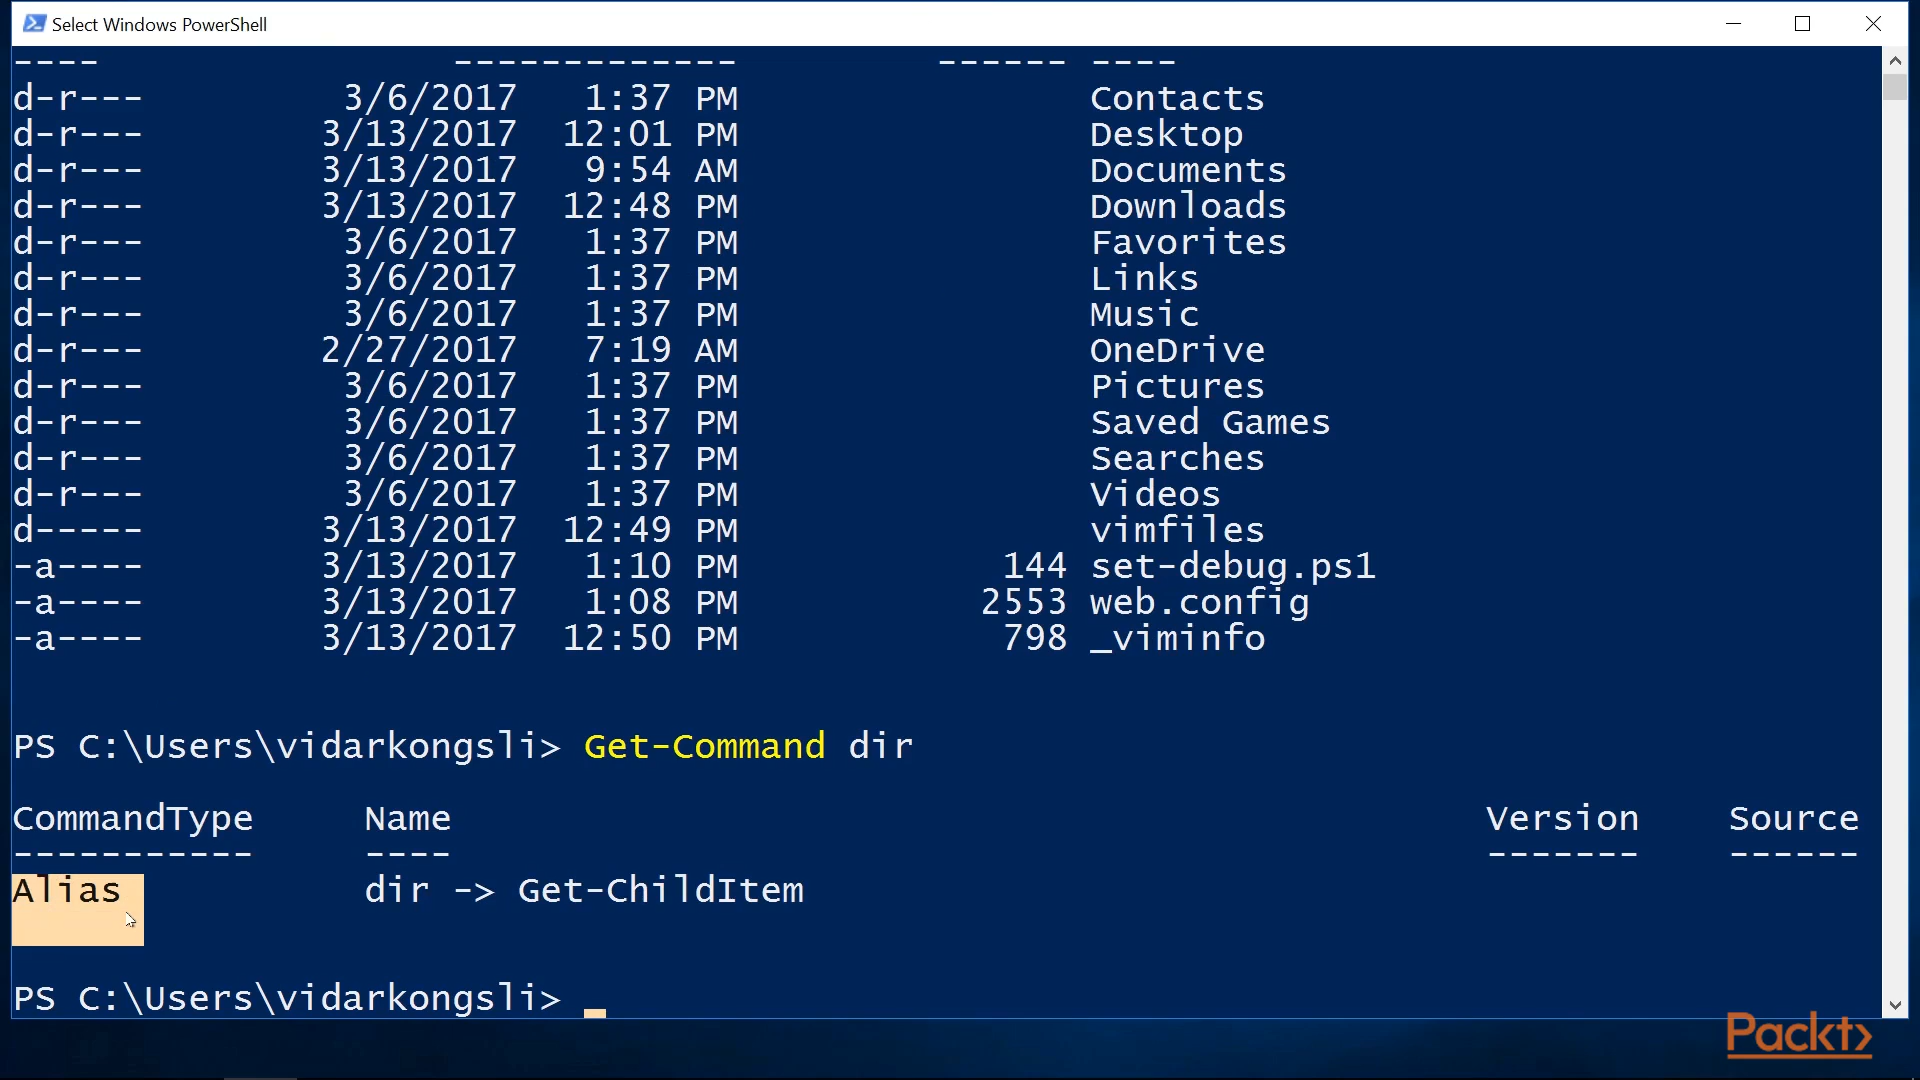 Select Windows PowerShell
---- ------------- ------ ----
d-r--- 3/6/2017 1:37 PM Contacts
d-r--- 3/13/2017 12:01 PM Desktop
d-r--- 3/13/2017 9:54 AM Documents
d-r--- 3/13/2017 12:48 PM Downloads
d-r--- 3/6/2017 1:37 PM Favorites
d-r--- 3/6/2017 1:37 PM Links
d-r--- 3/6/2017 1:37 PM Music
d-r--- 2/27/2017 7:19 AM OneDrive
d-r--- 3/6/2017 1:37 PM Pictures
d-r--- 3/6/2017 1:37 PM Saved Games
d-r--- 3/6/2017 1:37 PM Searches
d-r--- 3/6/2017 1:37 PM Videos
d----- 3/13/2017 12:49 PM vimfiles
-a---- 3/13/2017 1:10 PM 144 set-debug.ps1
-a---- 3/13/2017 1:08 PM 2553 web.config
-a---- 3/13/2017 12:50 PM 798 _viminfo
PS C:\Users\vidarkongsli> Get-Command dir
CommandType Name Version Source
----------- ---- ------- ------
Alias dir -> Get-ChildItem
PS C:\Users\vidarkongsli>
Packt>